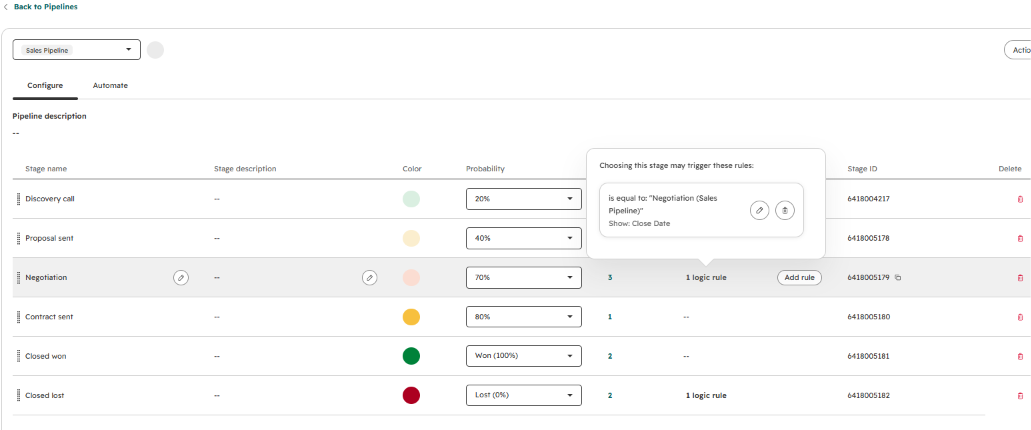 Back to Pipelines
Sales Pipeline
Actio
Configure Automate
Pipeline description
--
Choosing this stage may trigger these rules:
Stage name Stage description Color Probability Stage ID Delete
is equal to: "Negotiation (Sales
Pipeline)"
Show: Close Date
Discovery call -- 20% 6418004217
Proposal sent -- 40% 6418005178
Negotiation -- 70% 3 1 logic rule Add rule 6418005179
Contract sent -- 80% 1 -- 6418005180
Closed won -- Won (100%) 2 -- 6418005181
Closed lost -- Lost (0%) 2 1 logic rule 6418005182